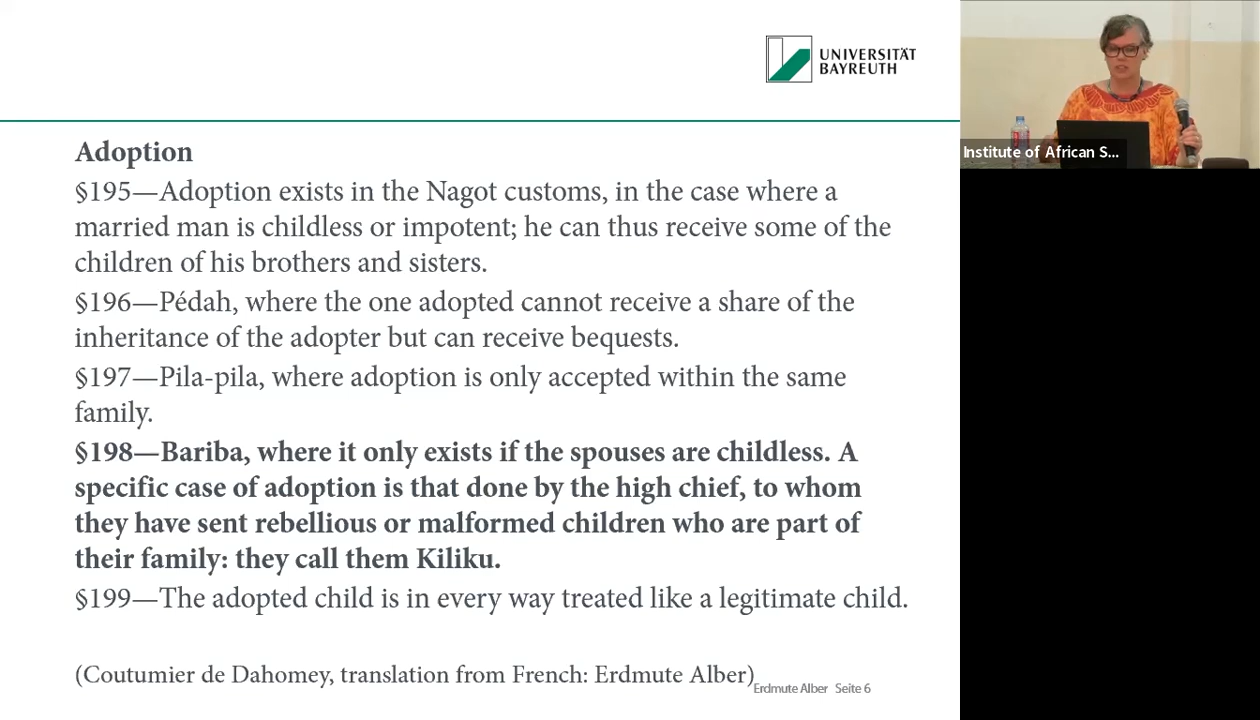 UNIVERSITÄT
BAYREUTH
Institute of African S...
Adoption
§195—Adoption exists in the Nagot customs, in the case where a
married man is childless or impotent; he can thus receive some of the
children of his brothers and sisters.
§196—Pédah, where the one adopted cannot receive a share of the
inheritance of the adopter but can receive bequests.
§197—Pila-pila, where adoption is only accepted within the same
family.
§198—Bariba, where it only exists if the spouses are childless. A
specific case of adoption is that done by the high chief, to whom
they have sent rebellious or malformed children who are part of
their family: they call them Kiliku.
§199—The adopted child is in every way treated like a legitimate child.
(Coutumier de Dahomey, translation from French: Erdmute Alber)
Erdmute Alber Seite 6